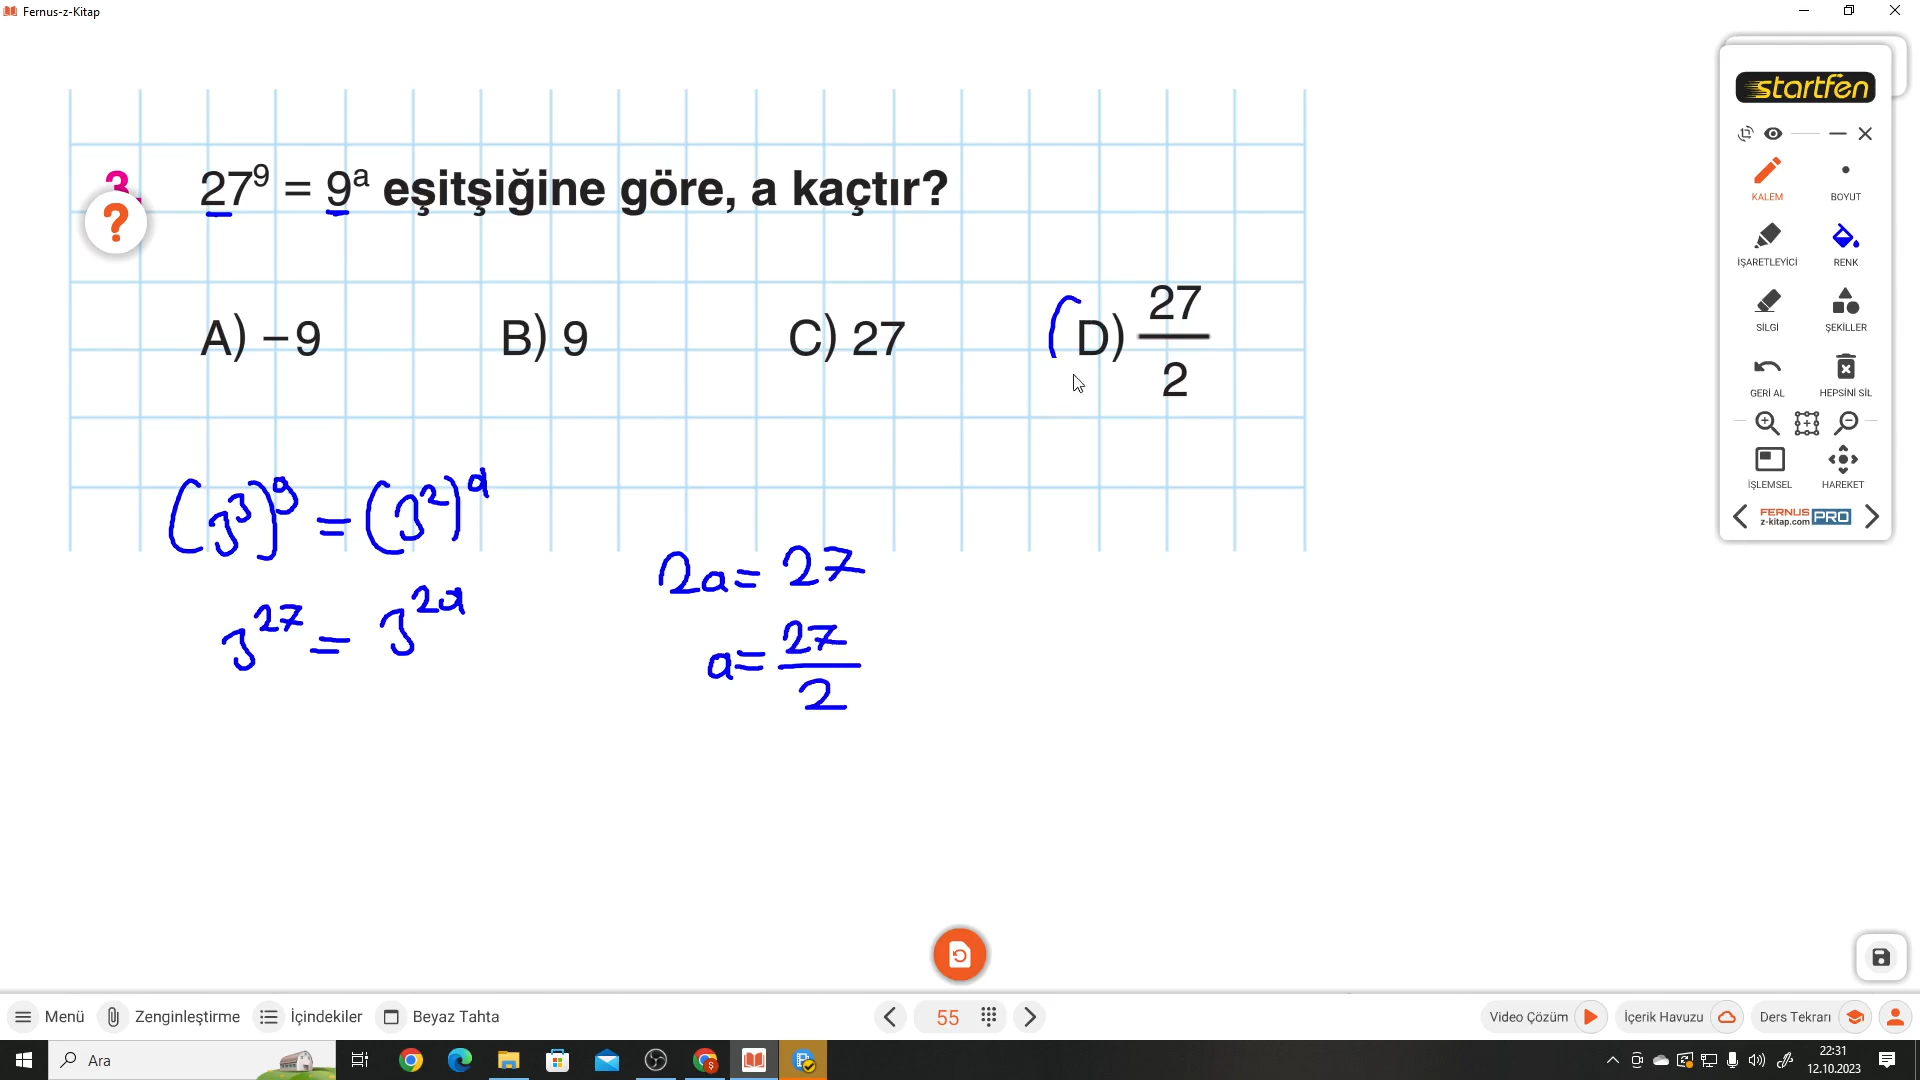 Fernus-z-Kitap
startfen
3.
?
27⁹ = 9ᵃ eşitşiğine göre, a kaçtır?
A) −9 B) 9 C) 27 D) 27/2
(3³)⁹ = (3²)ᵃ
3²⁷ = 3²ᵃ
2a = 27
a = 27/2
KALEM BOYUT
İŞARETLEYİCİ RENK
SİLGİ ŞEKİLLER
GERİ AL HEPSİNİ SİL
İŞLEMSEL HAREKET
FERNUS
z-kitap.com PRO
Menü Zenginleştirme İçindekiler Beyaz Tahta 55 Video Çözüm İçerik Havuzu Ders Tekrarı
Ara
22:31
12.10.2023